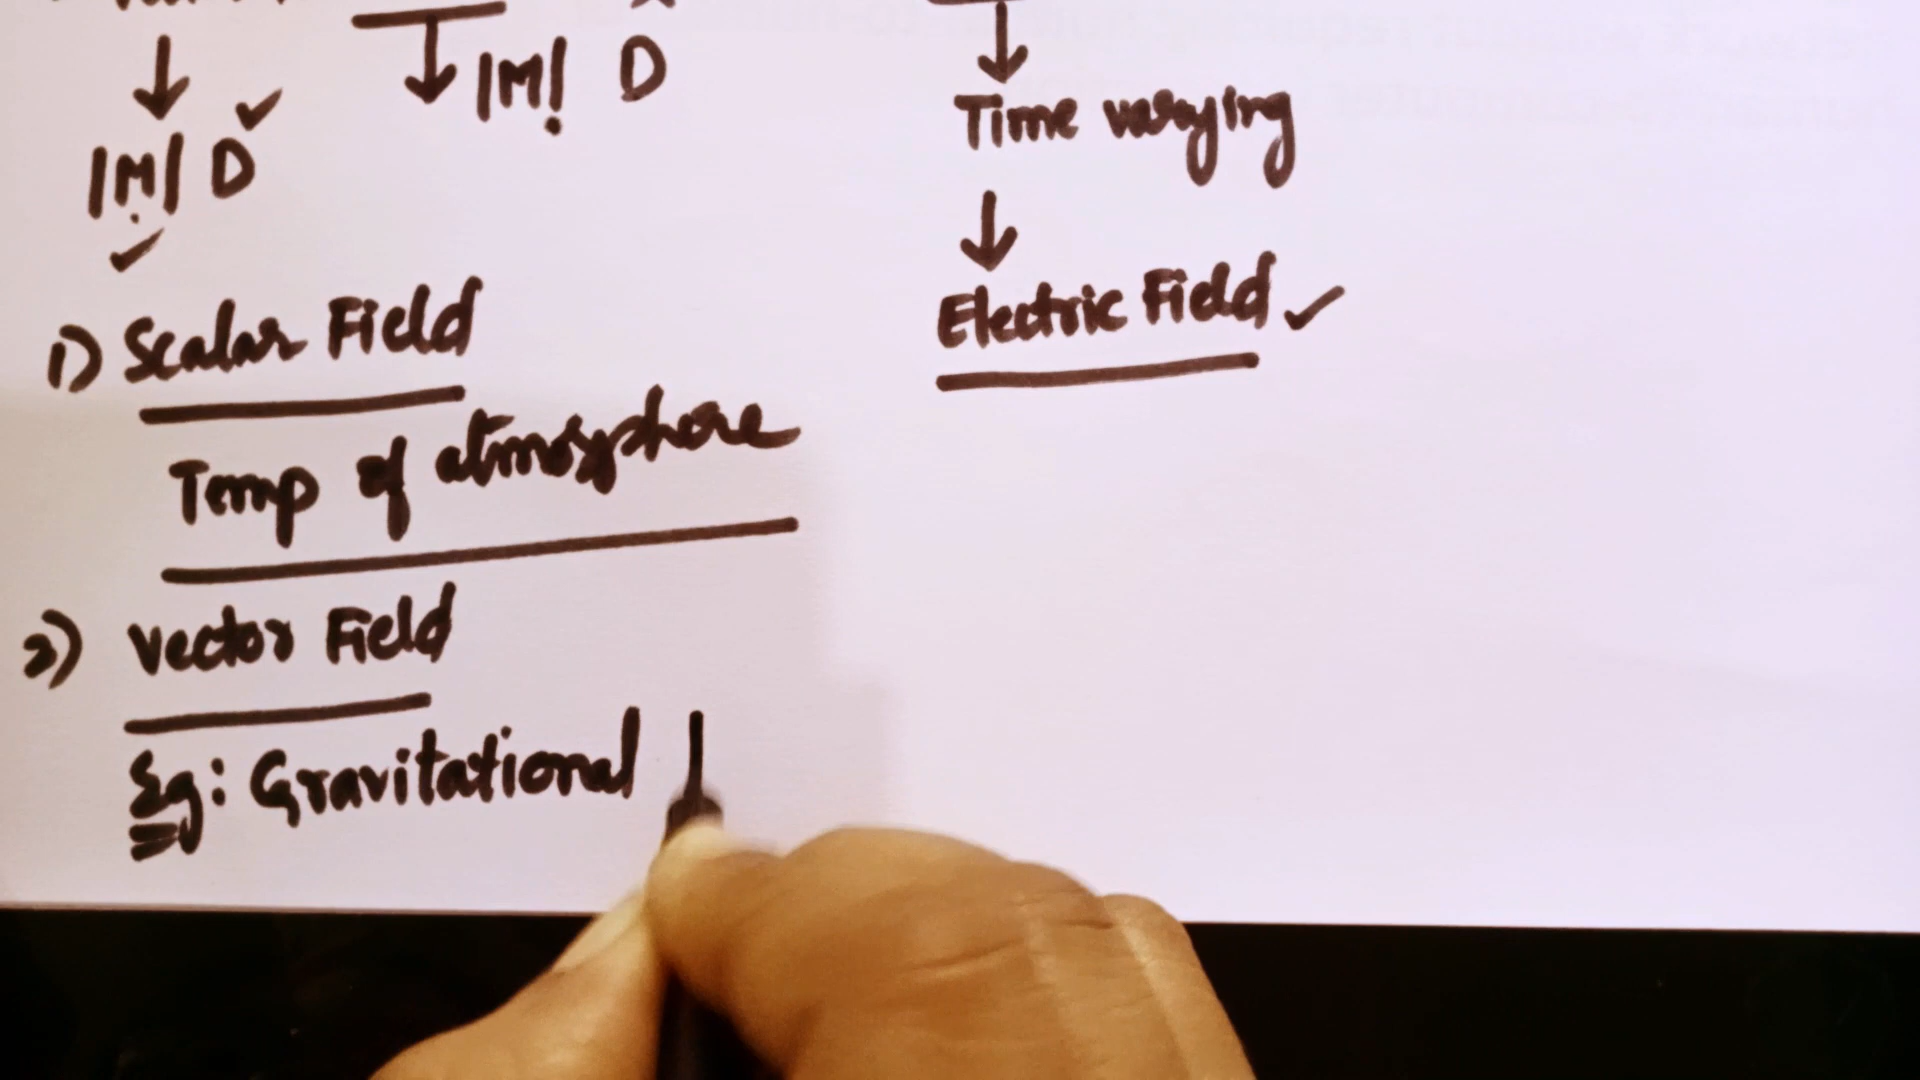 |M| D
|M| D
Time varying
Electric Field
1) Scalar Field
Temp of atmosphere
2) Vector Field
Eg: Gravitational